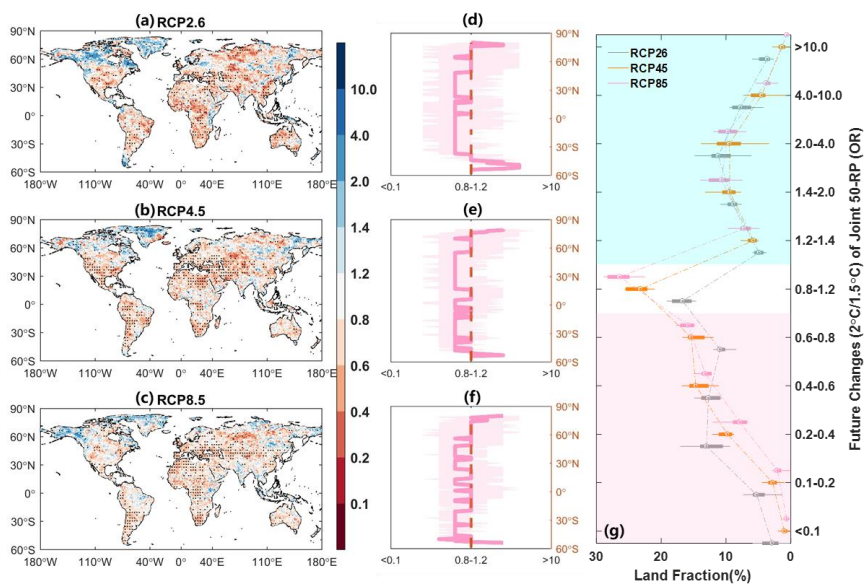 (a) RCP2.6
90°N
60°N
30°N
0°
30°S
60°S
180°W 110°W 40°W 0°E 40°E 110°E 180°E
(b) RCP4.5
90°N
60°N
30°N
0°
30°S
60°S
180°W 110°W 40°W 0° 40°E 110°E 180°E
(c) RCP8.5
90°N
60°N
30°N
0°
30°S
60°S
180°W 110°W 40°W 0° 40°E 110°E 180°E
10.0
4.0
2.0
1.4
1.2
0.8
0.6
0.4
0.2
0.1
(d)
90°N
60°N
30°N
0°
30°S
60°S
<0.1 0.8-1.2 >10
(e)
90°N
60°N
30°N
0°
30°S
60°S
<0.1 0.8-1.2 >10
(f)
90°N
60°N
30°N
0°
30°S
60°S
<0.1 0.8-1.2 >10
RCP26
RCP45
RCP85
>10.0
4.0-10.0
2.0-4.0
1.4-2.0
1.2-1.4
0.8-1.2
0.6-0.8
0.4-0.6
0.2-0.4
0.1-0.2
<0.1
(g)
30 20 10 0
Land Fraction(%)
Future Changes (2°C/1.5°C) of Joint 50-RP (OR)